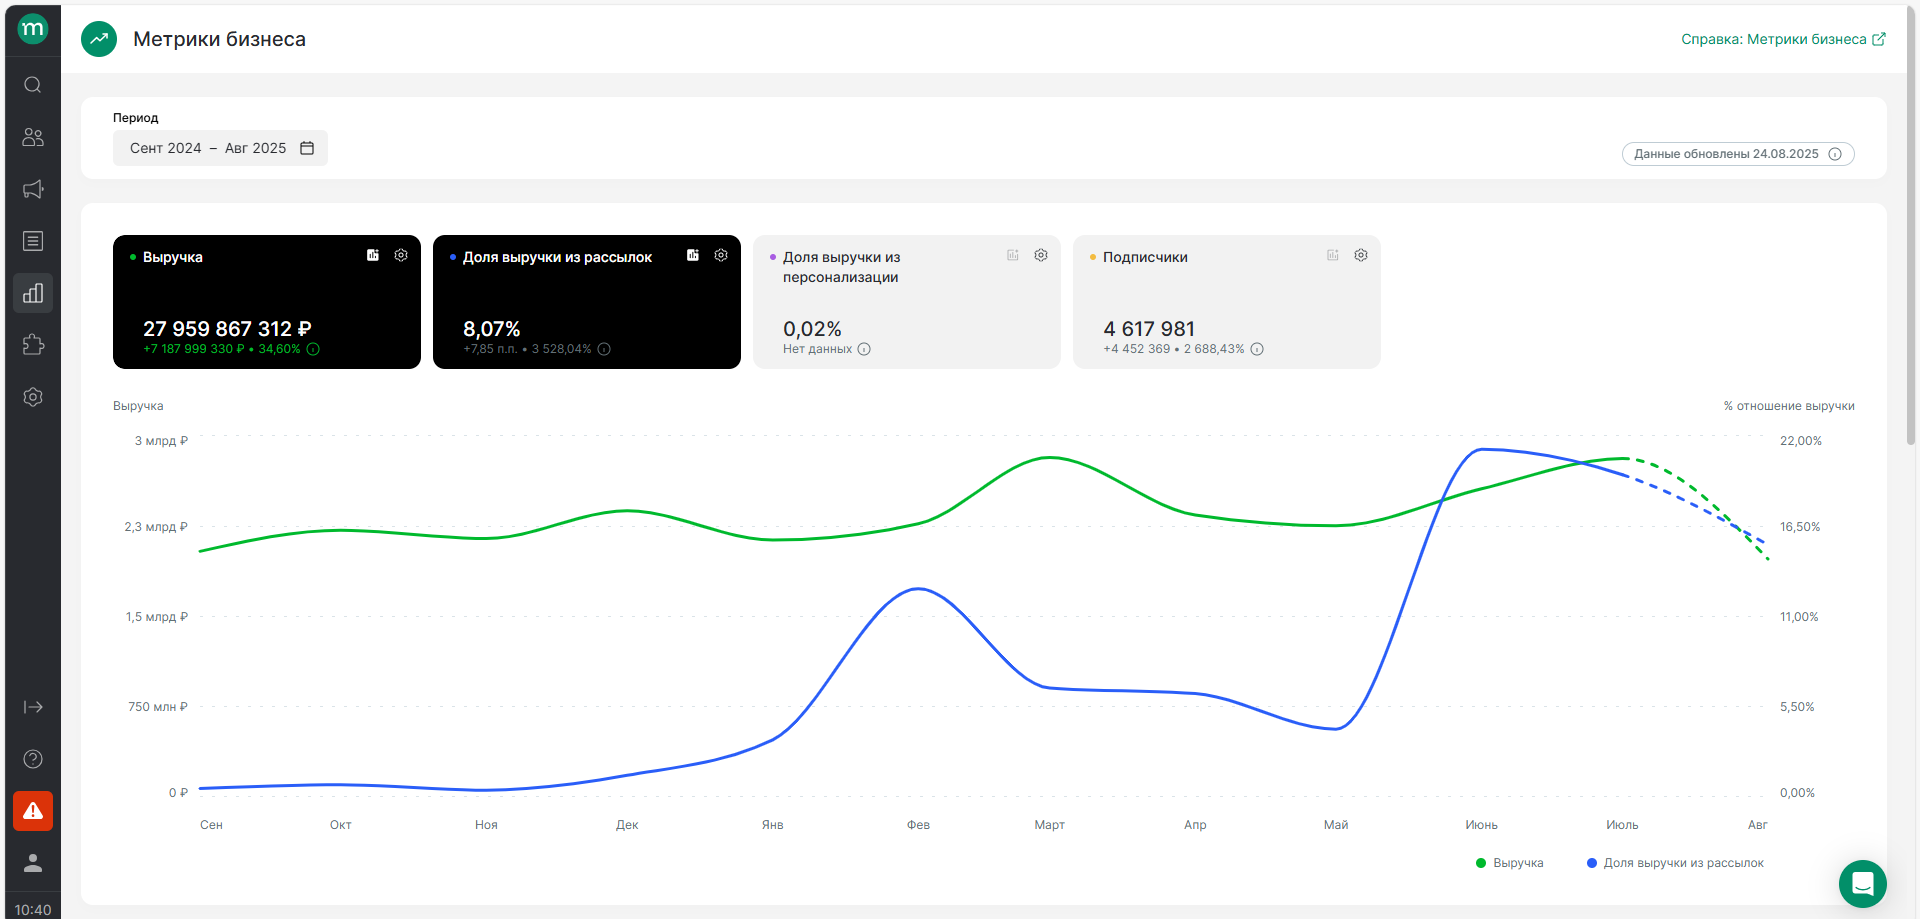 m
Метрики бизнеса
Справка: Метрики бизнеса
Период
Сент 2024 – Авг 2025
Данные обновлены 24.08.2025
Выручка
27 959 867 312 ₽
+7 187 999 330 ₽ • 34,60%
Доля выручки из рассылок
8,07%
+7,85 п.п. • 3 528,04%
Доля выручки из
персонализации
0,02%
Нет данных
Подписчики
4 617 981
+4 452 369 • 2 688,43%
Выручка
% отношение выручки
3 млрд ₽
22,00%
2,3 млрд ₽
16,50%
1,5 млрд ₽
11,00%
750 млн ₽
5,50%
0 ₽
0,00%
Сен Окт Ноя Дек Янв Фев Март Апр Май Июнь Июль Авг
Выручка
Доля выручки из рассылок
10:40